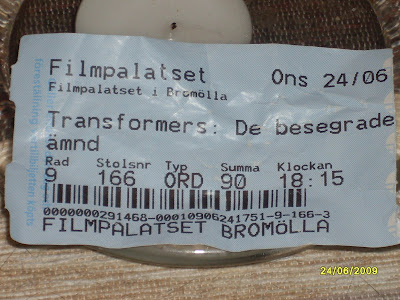 Filmpalatset Ons 24/06
Filmpalatset i Bromölla
Transformers: De besegrade
ämnd
Rad Stolsnr Typ Summa Klockan
9 166 ORD 90 18:15
0000000291468-00010906241751-9-166-3
FILMPALATSET BROMÖLLA
24/06/2009